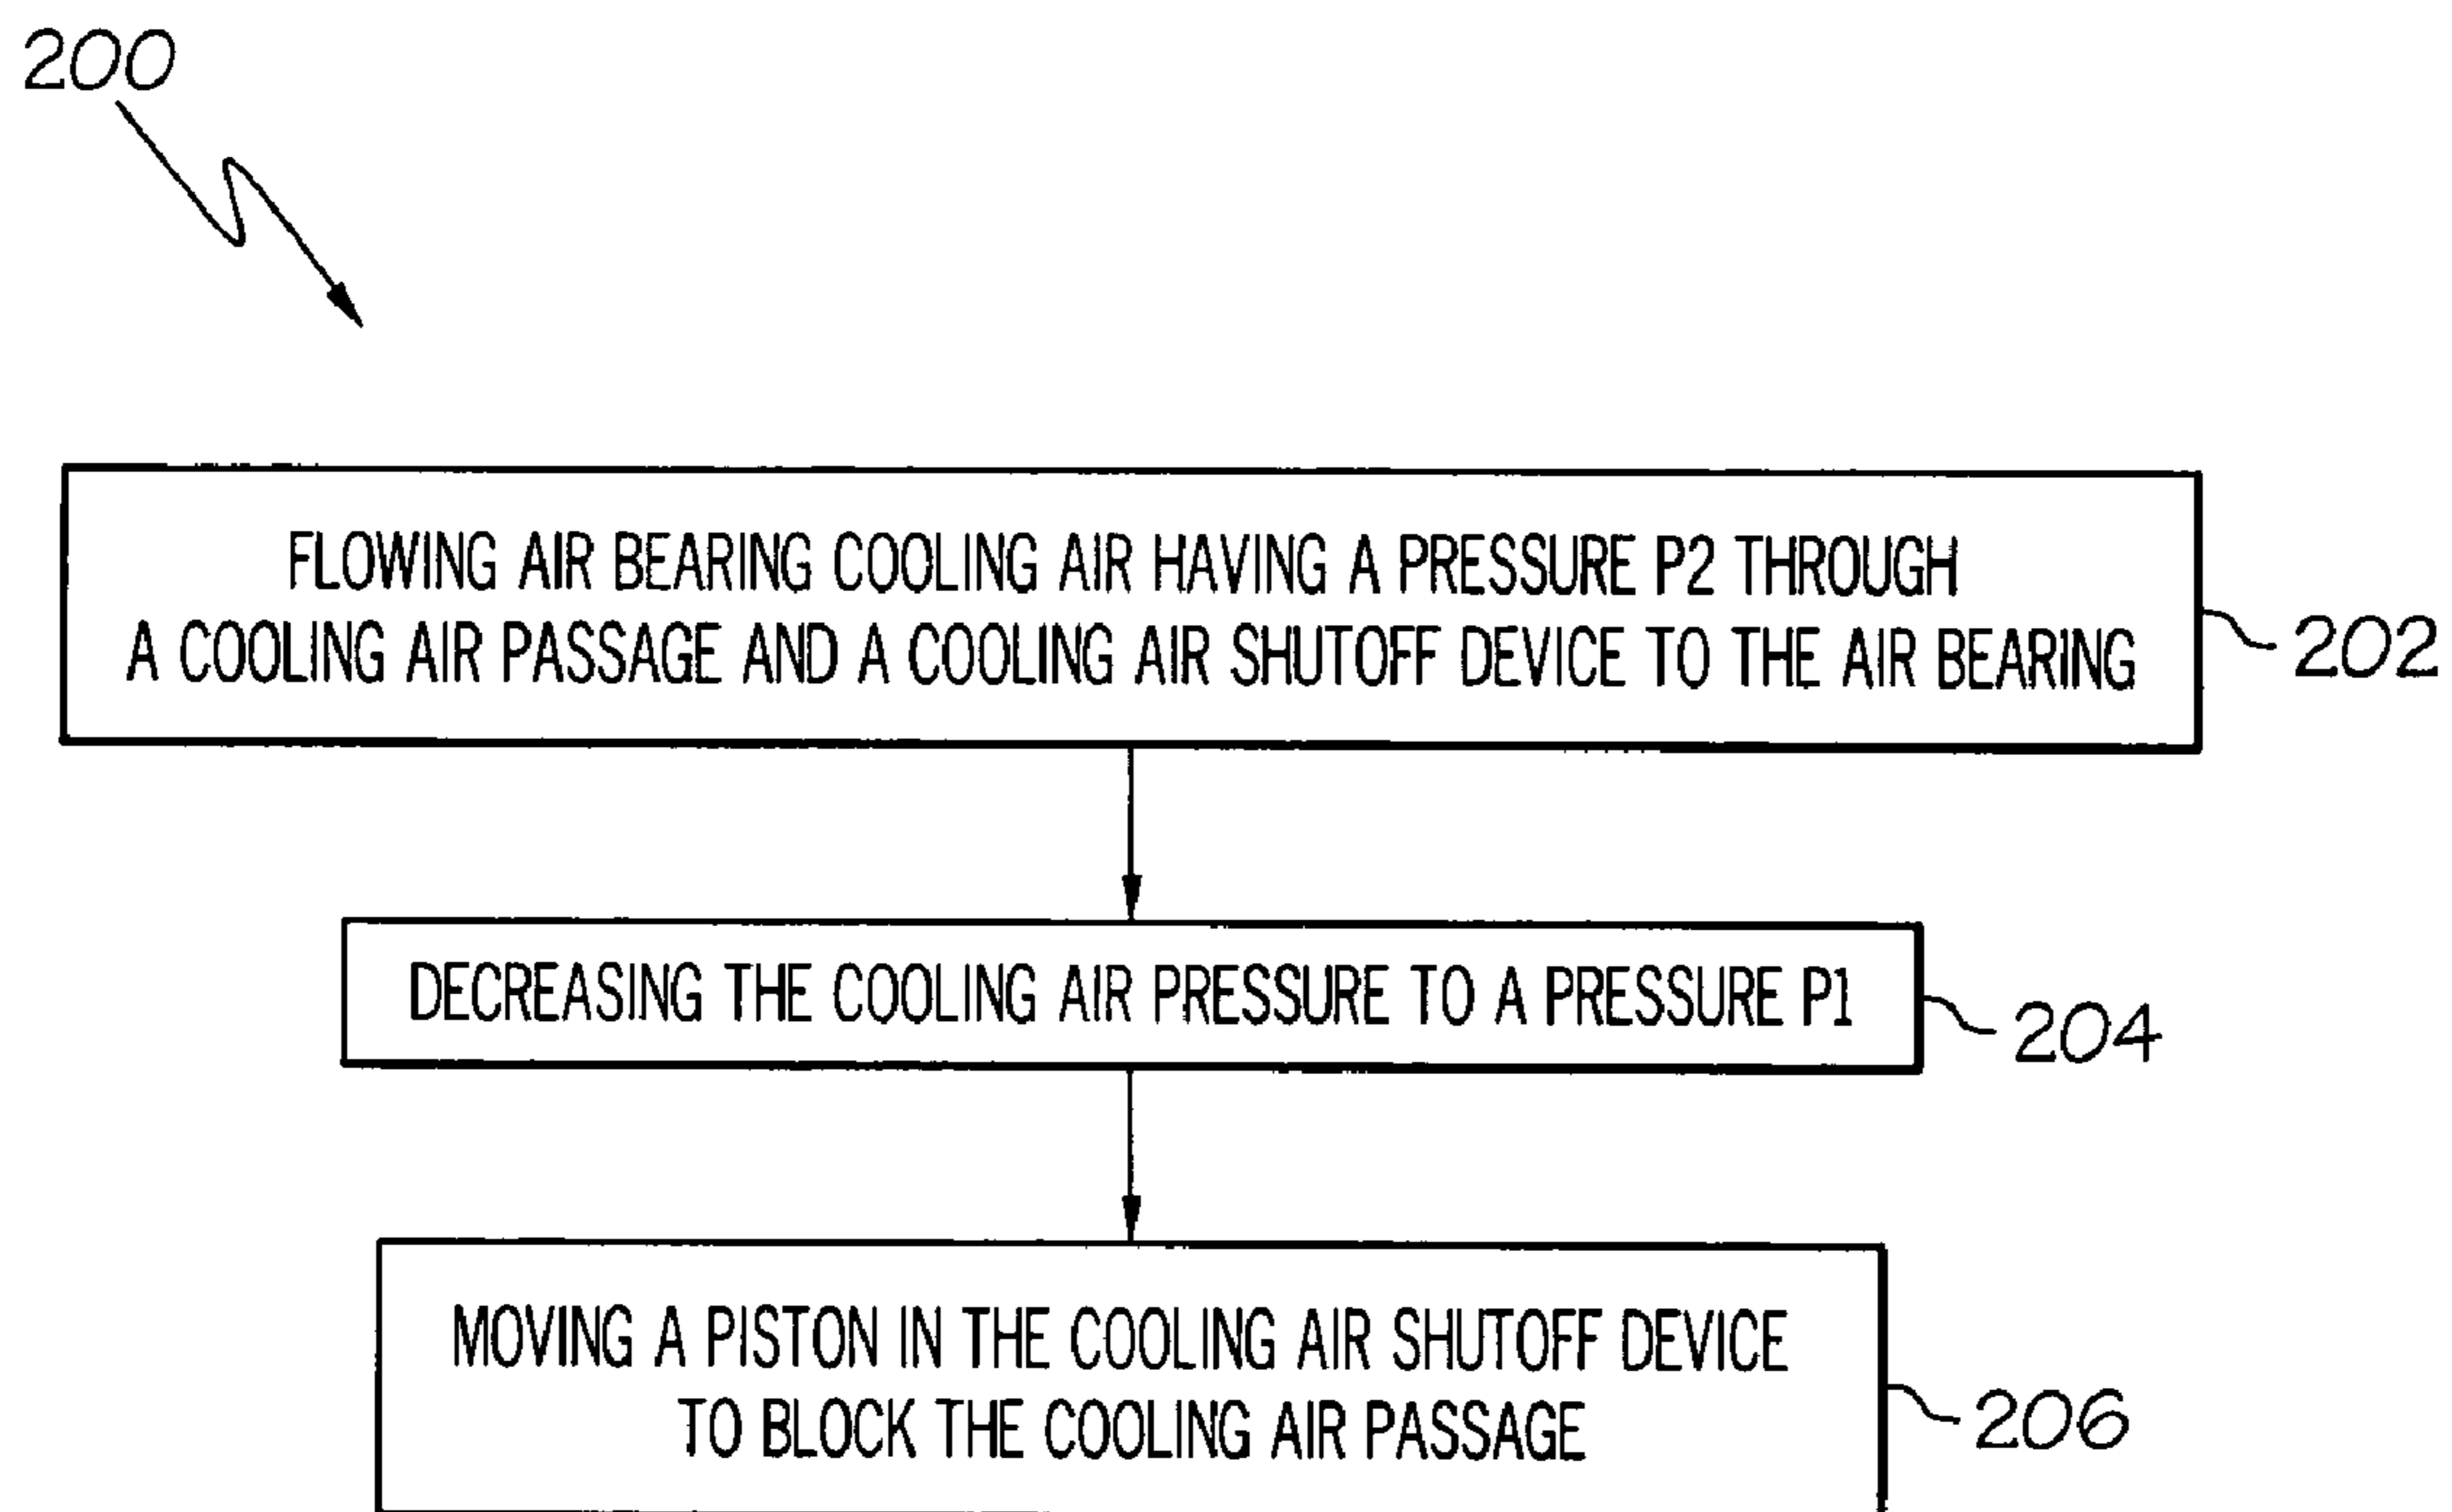 200
FLOWING AIR BEARING COOLING AIR HAVING A PRESSURE P2 THROUGH
A COOLING AIR PASSAGE AND A COOLING AIR SHUTOFF DEVICE TO THE AIR BEARING
202
DECREASING THE COOLING AIR PRESSURE TO A PRESSURE P1
204
MOVING A PISTON IN THE COOLING AIR SHUTOFF DEVICE
TO BLOCK THE COOLING AIR PASSAGE
206